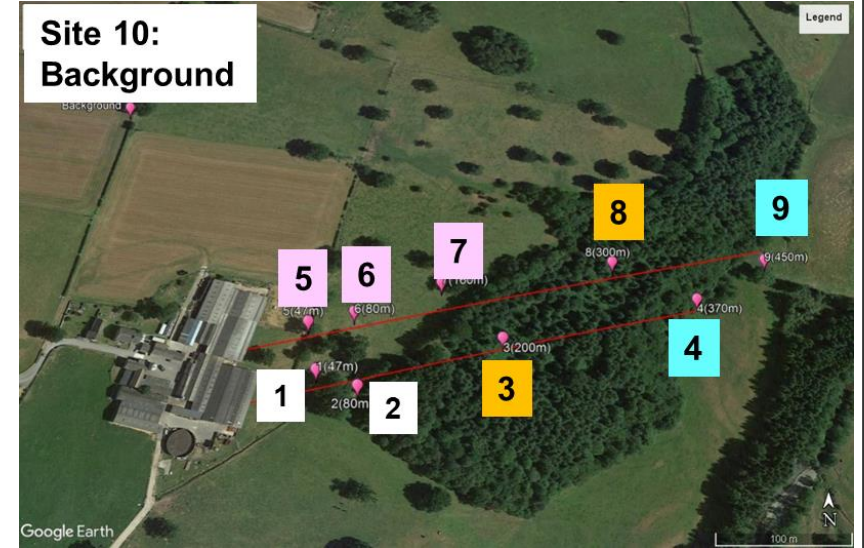 Site 10:
Background
Legend
Background
8
9
7
8(300m)
9(450m)
5
6
5(47m)
6(80m)
4(370m)
3(200m)
4
1(47m)
3
1
2(80m
2
N
Google Earth
100 m